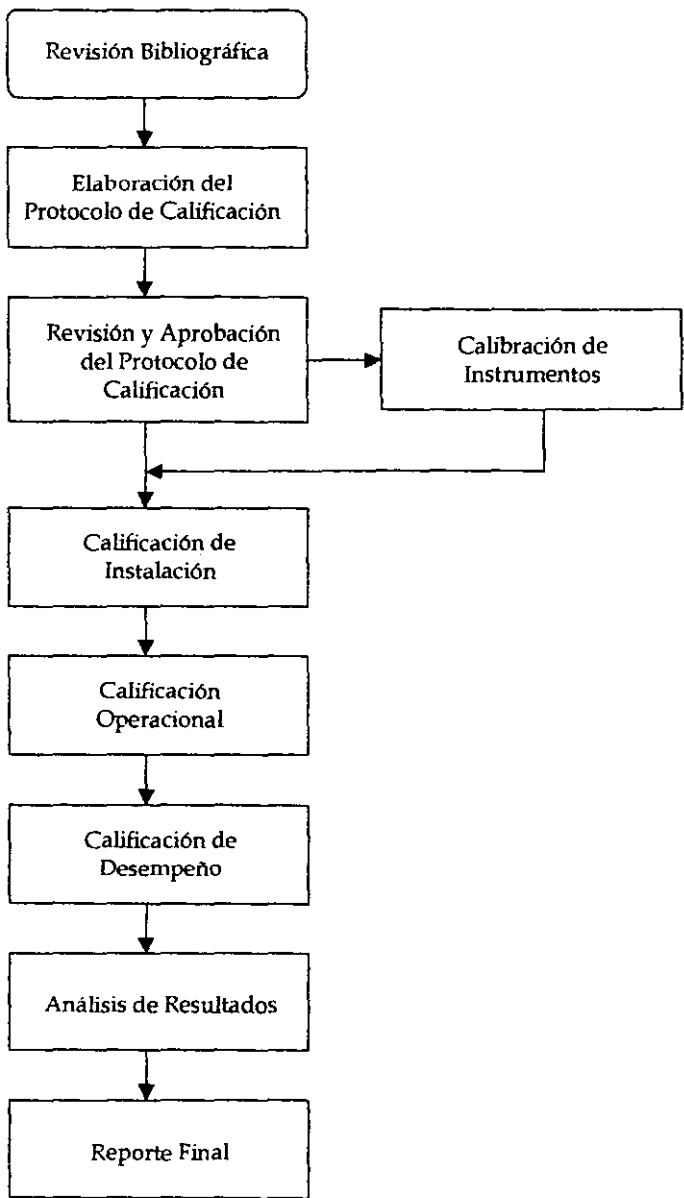 Revisión Bibliográfica
Elaboración del
Protocolo de Calificación
Revisión y Aprobación
del Protocolo de
Calificación
Calibración de
Instrumentos
Calificación de
Instalación
Calificación
Operacional
Calificación de
Desempeño
Análisis de Resultados
Reporte Final